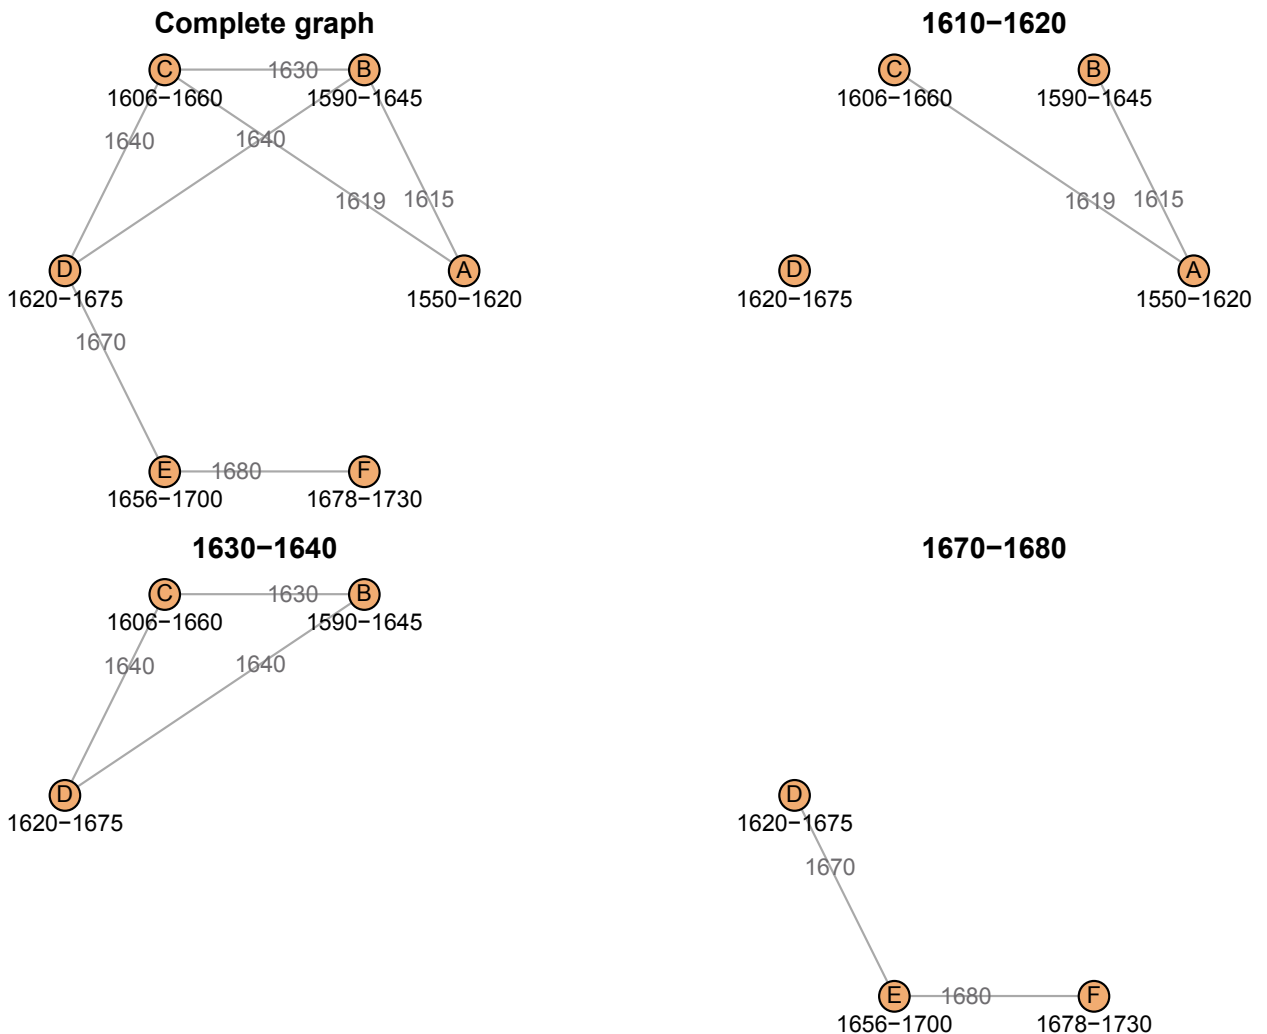 Complete graph
C 1630 B
1606−1660 1590−1645
1640 1640
1619 1615
D A
1620−1675 1550−1620
1670
E 1680 F
1656−1700 1678−1730
1610−1620
C B
1606−1660 1590−1645
1619 1615
D A
1620−1675 1550−1620
1630−1640
C 1630 B
1606−1660 1590−1645
1640 1640
D
1620−1675
1670−1680
D
1620−1675
1670
E 1680 F
1656−1700 1678−1730